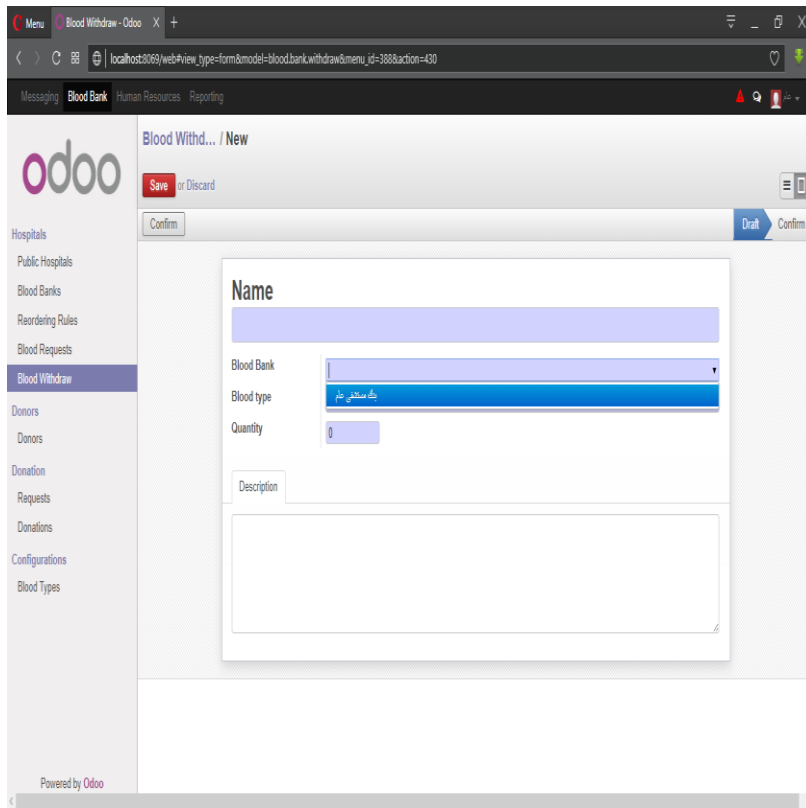 Menu Blood Withdraw - Odoo X +
localhost:8069/web#view_type=form&model=blood.bank.withdraw&menu_id=388&action=430
Messaging Blood Bank Human Resources Reporting
odoo
Blood Withd... / New
Save or Discard
Confirm
Draft Confirm
Hospitals
Public Hospitals
Blood Banks
Reordering Rules
Blood Requests
Blood Withdraw
Donors
Donors
Donation
Requests
Donations
Configurations
Blood Types
Name
Blood Bank
مستشفى
Blood type
Quantity 0
Description
Powered by Odoo